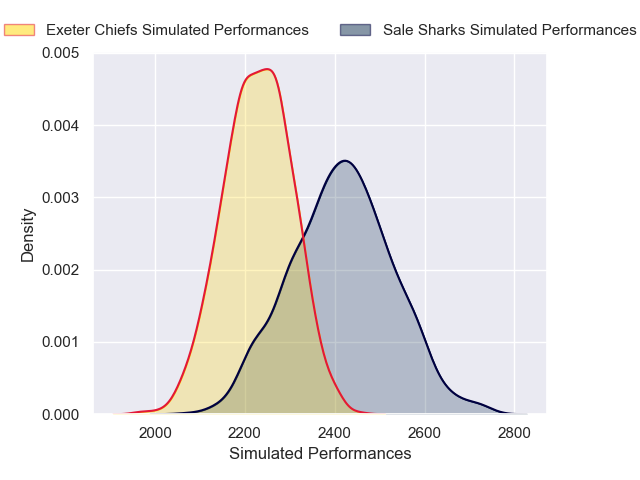 Exeter Chiefs Simulated Performances Sale Sharks Simulated Performances
0.005
0.004
0.003
0.002
0.001
0.000
Density
2000 2200 2400 2600 2800
Simulated Performances